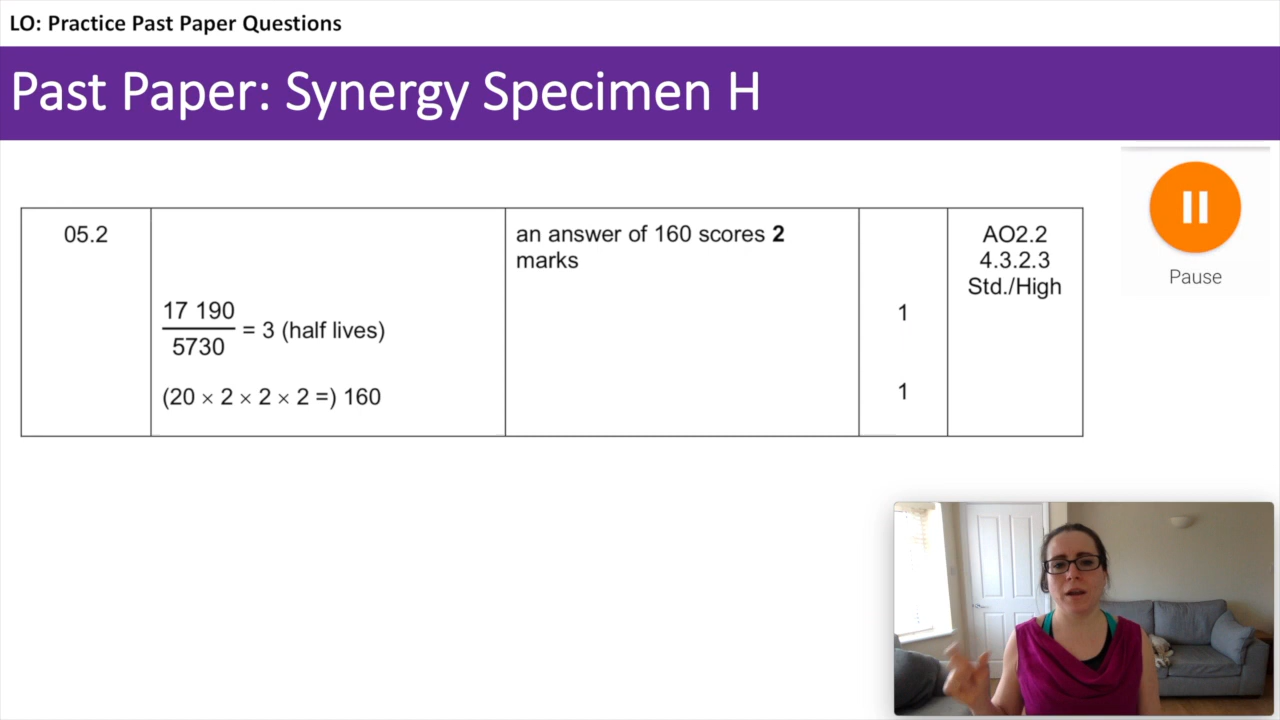 LO: Practice Past Paper Questions
Past Paper: Synergy Specimen H
05.2
17 190
5730
= 3 (half lives)
(20 × 2 × 2 × 2 =) 160
an answer of 160 scores 2
marks
1
1
AO2.2
4.3.2.3
Std./High
Pause